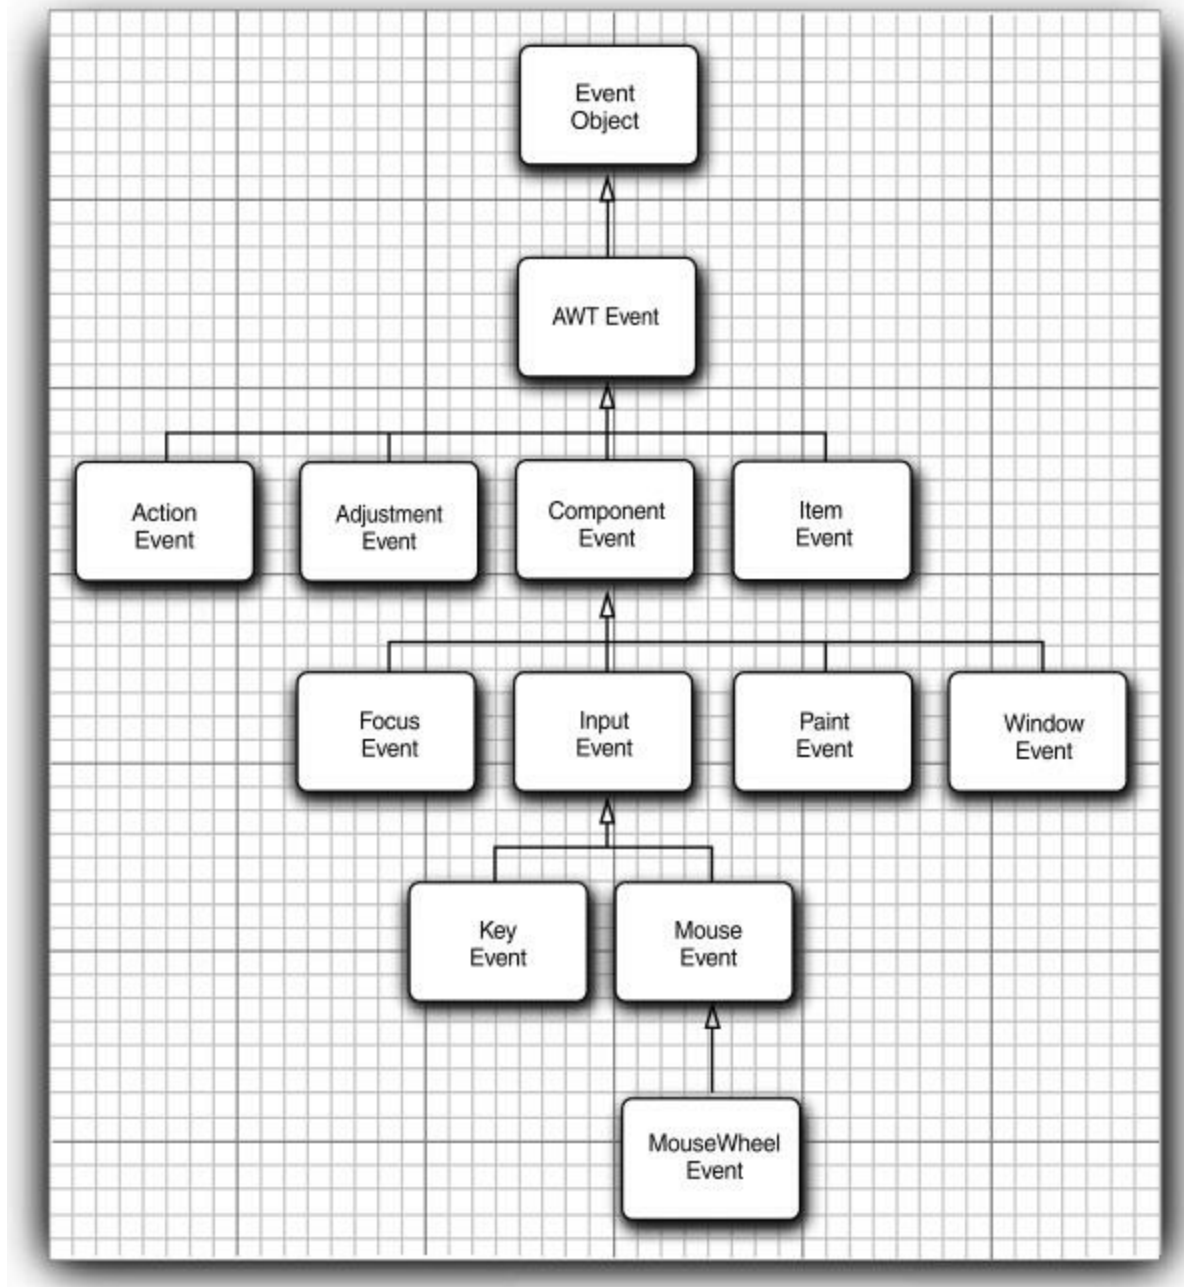 Event
Object
AWT Event
Action
Event
Adjustment
Event
Component
Event
Item
Event
Focus
Event
Input
Event
Paint
Event
Window
Event
Key
Event
Mouse
Event
MouseWheel
Event